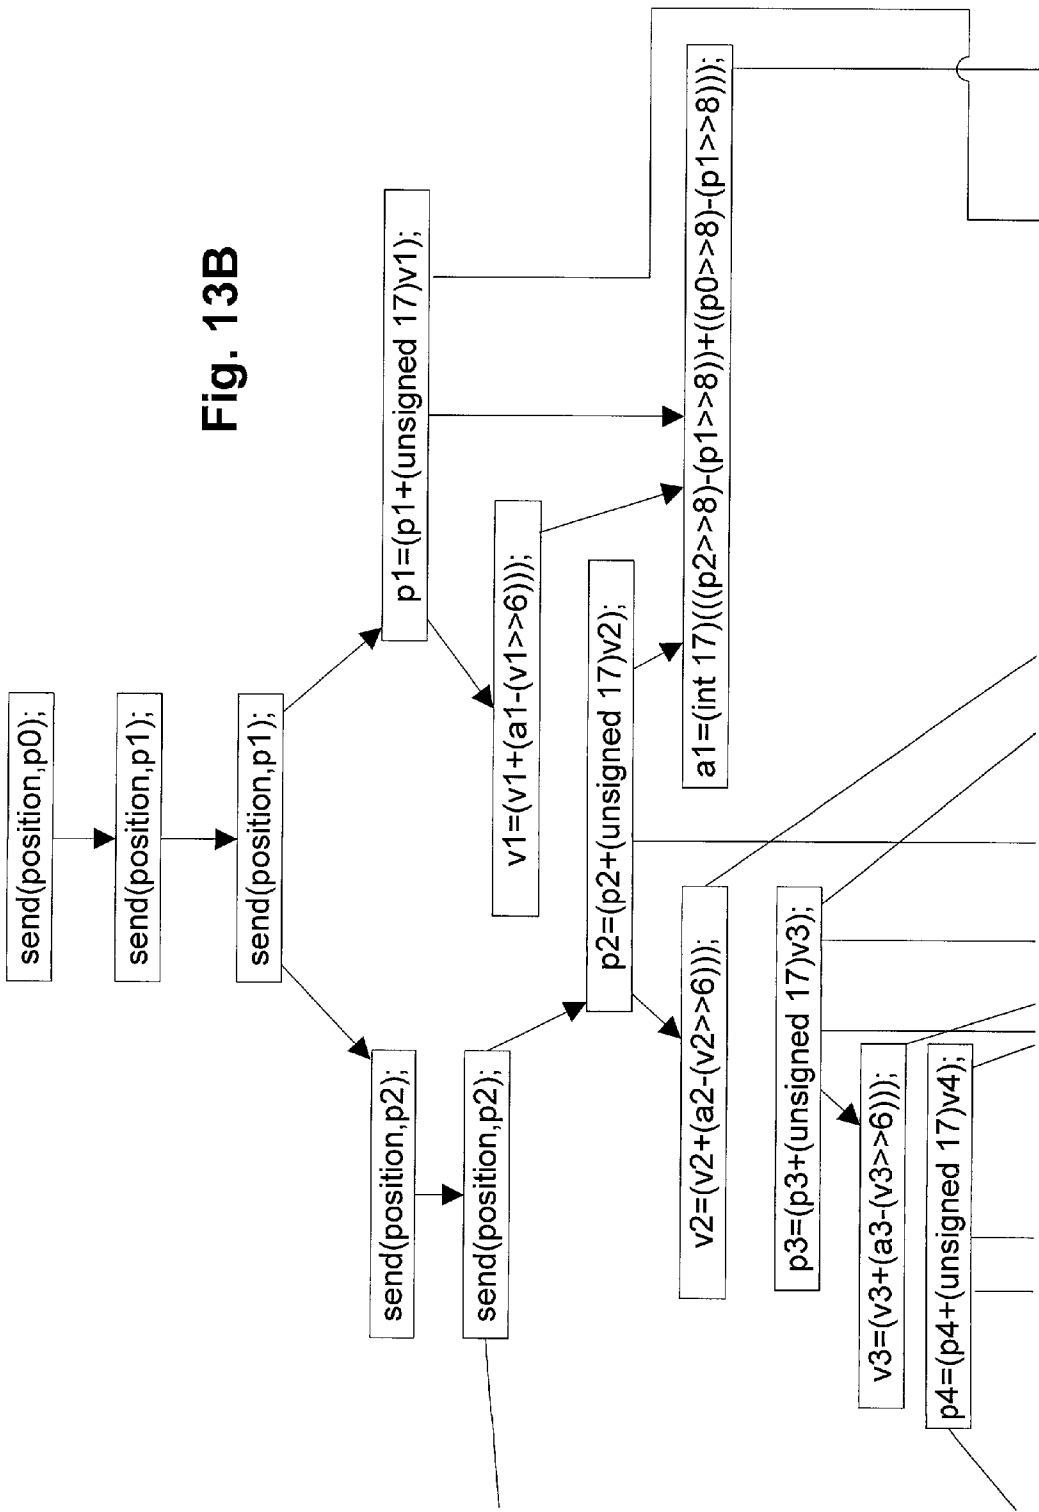 Fig. 13B
send(position,p0);
send(position,p1);
send(position,p1);
send(position,p2);
send(position,p2);
p1=(p1+(unsigned 17)v1);
v1=(v1+(a1-(v1>>6)));
p2=(p2+(unsigned 17)v2);
a1=(int 17)(((p2>>8)-(p1>>8))+((p0>>8)-(p1>>8)));
v2=(v2+(a2-(v2>>6)));
p3=(p3+(unsigned 17)v3);
v3=(v3+(a3-(v3>>6)));
p4=(p4+(unsigned 17)v4);